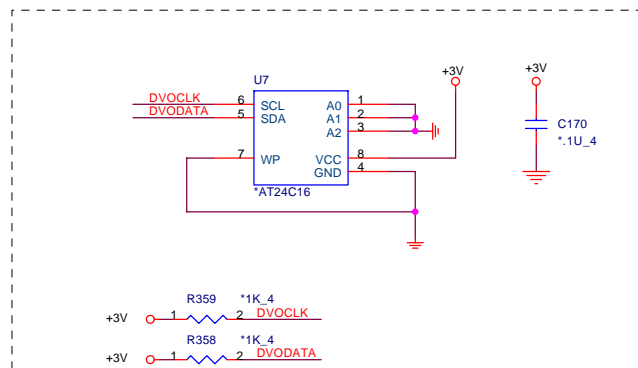 U7
+3V
+3V
DVOCLK 6 SCL A0 1
DVODATA 5 SDA A1 2
A2 3
C170
*.1U_4
7 WP VCC 8
GND 4
*AT24C16
R359 *1K_4
+3V 1 2 DVOCLK
R358 *1K_4
+3V 1 2 DVODATA